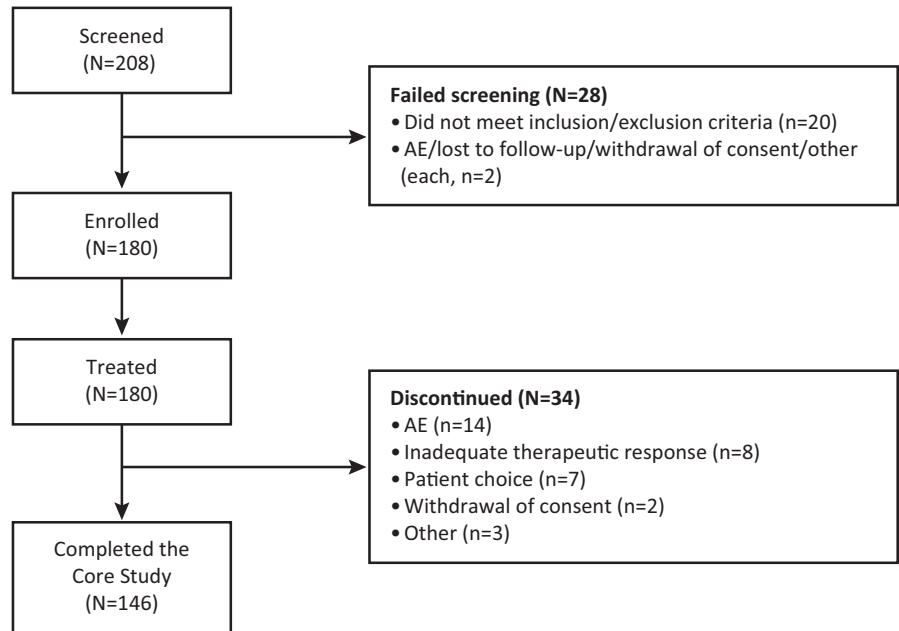 Screened
(N=208)
Failed screening (N=28)
• Did not meet inclusion/exclusion criteria (n=20)
• AE/lost to follow-up/withdrawal of consent/other
(each, n=2)
Enrolled
(N=180)
Treated
(N=180)
Discontinued (N=34)
• AE (n=14)
• Inadequate therapeutic response (n=8)
• Patient choice (n=7)
• Withdrawal of consent (n=2)
• Other (n=3)
Completed the
Core Study
(N=146)